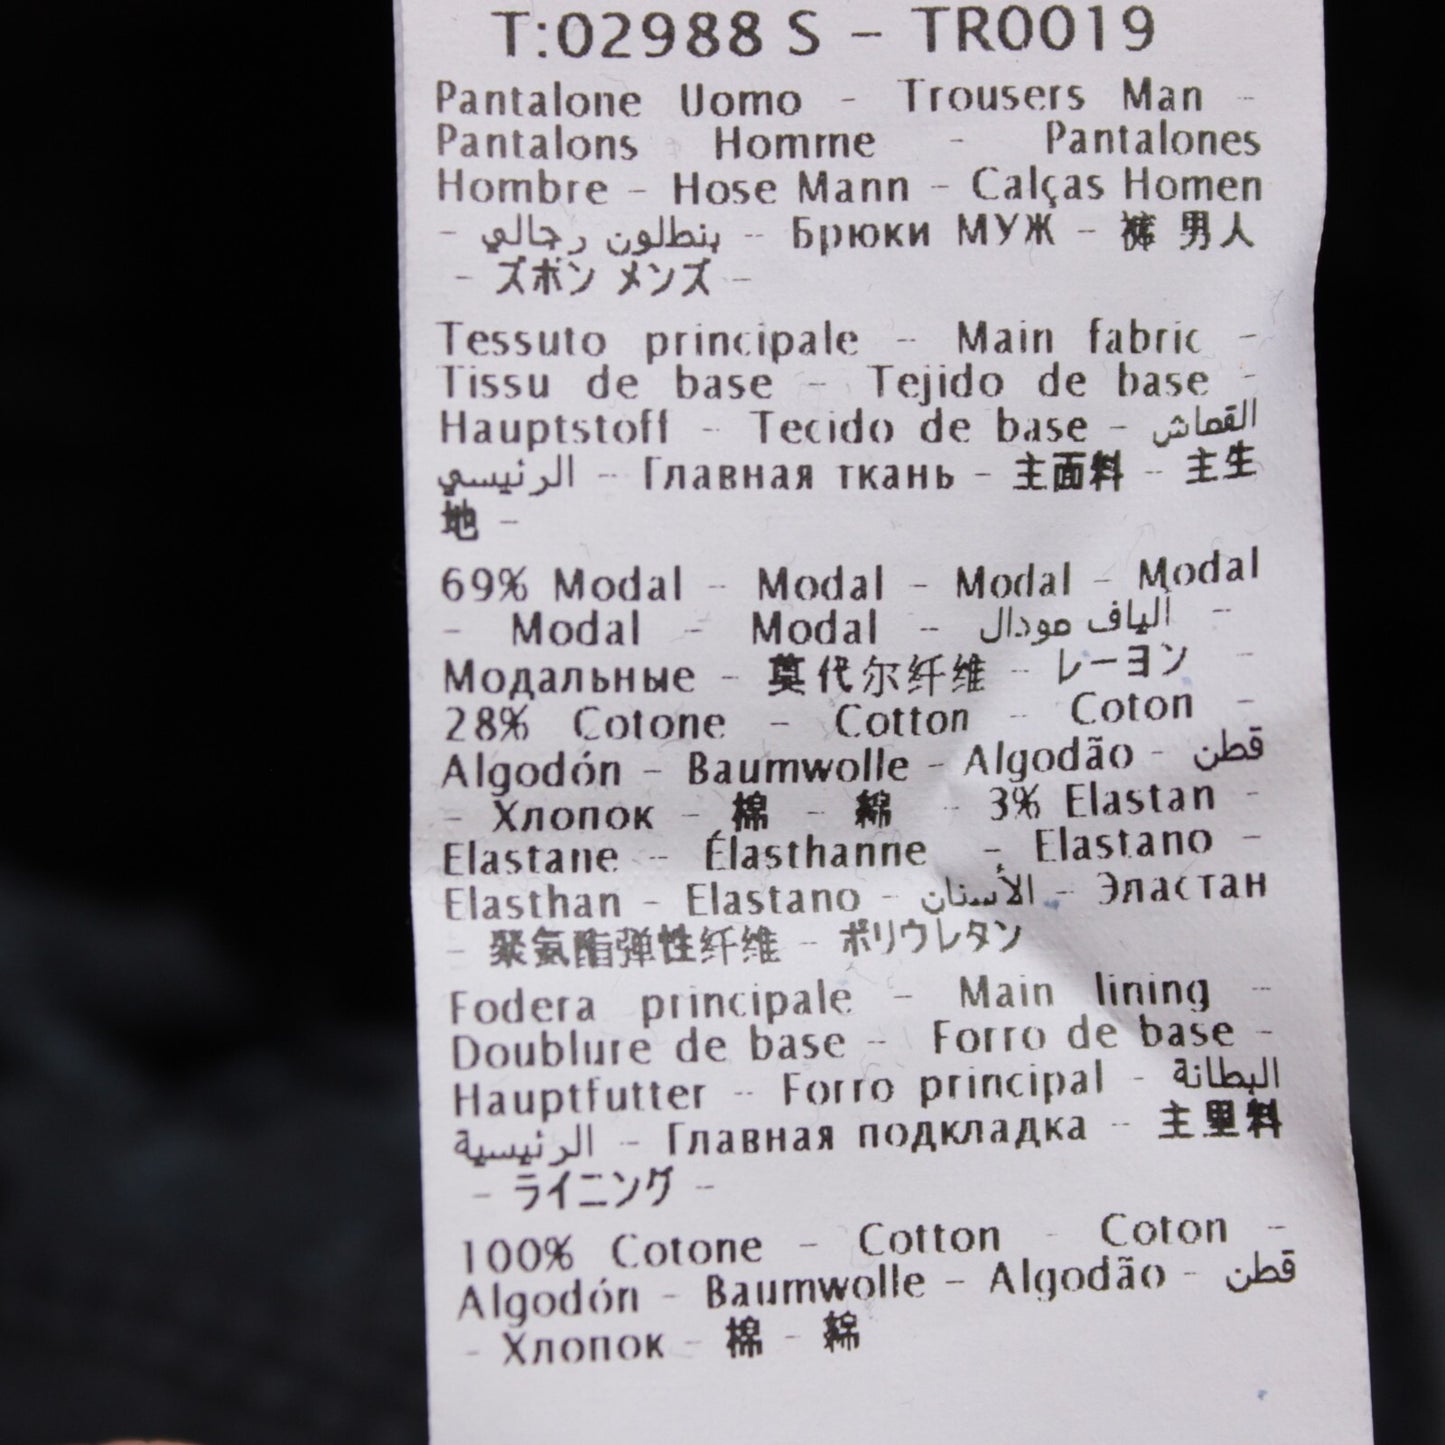 T:02988 S – TR0019
Pantalone Uomo - Trousers Man -
Pantalons Homme - Pantalones
Hombre - Hose Mann - Calças Homen
- بنطلون رجالي - Брюки МУЖ - 裤 男人
- ズボン メンズ -
Tessuto principale - Main fabric -
Tissu de base - Tejido de base -
Hauptstoff - Tecido de base - القماش
الرئيسي - Главная ткань - 主面料 - 主生
地 -
69% Modal - Modal - Modal - Modal
- Modal - Modal - ألياف مودال -
Модальные - 莫代尔纤维 - レーヨン -
28% Cotone - Cotton - Coton -
Algodón - Baumwolle - Algodão - قطن
- Хлопок - 棉 - 綿 - 3% Elastan -
Elastane - Élasthanne - Elastano -
Elasthan - Elastano - الأستان - Эластан
- 聚氨酯弹性纤维 - ポリウレタン
Fodera principale - Main lining -
Doublure de base - Forro de base -
Hauptfutter - Forro principal - البطانة
الرئيسية - Главная подкладка - 主里料
- ライニング -
100% Cotone - Cotton - Coton -
Algodón - Baumwolle - Algodão - قطن
- Хлопок - 棉 - 綿